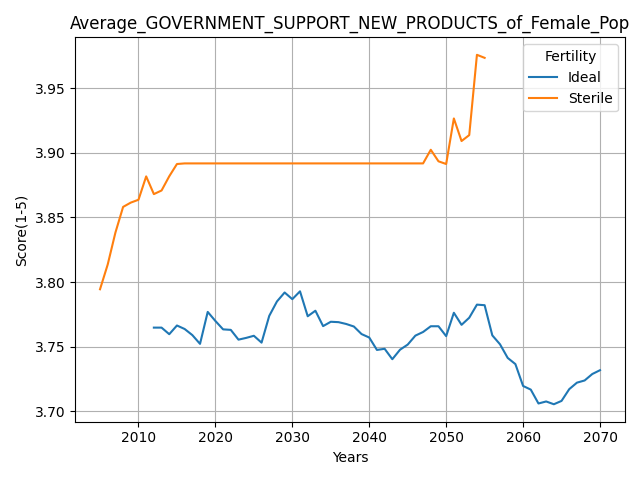 Average_GOVERNMENT_SUPPORT_NEW_PRODUCTS_of_Female_Pop
Fertility
Ideal
Sterile
Score(1-5)
3.95
3.90
3.85
3.80
3.75
3.70
2010 2020 2030 2040 2050 2060 2070
Years